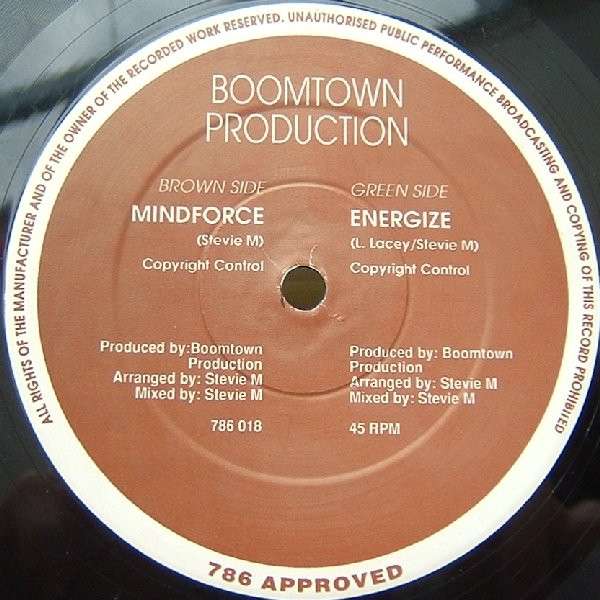 ALL RIGHTS OF THE MANUFACTURER AND OF THE OWNER OF THE RECORDED WORK RESERVED. UNAUTHORISED PUBLIC PERFORMANCE BROADCASTING AND COPYING OF THIS RECORD PROHIBITED
BOOMTOWN
PRODUCTION
BROWN SIDE
MINDFORCE
(Stevie M)
Copyright Control
Produced by:Boomtown
Production
Arranged by: Stevie M
Mixed by: Stevie M
786 018
GREEN SIDE
ENERGIZE
(L. Lacey/Stevie M)
Copyright Control
Produced by: Boomtown
Production
Arranged by: Stevie M
Mixed by: Stevie M
45 RPM
786 APPROVED